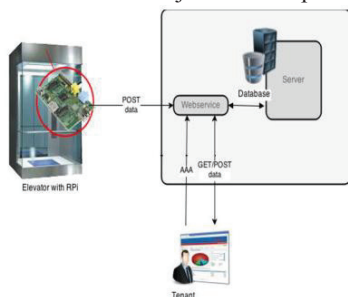 POST
data
Webservice
Database
Server
Elevator with RPi
AAA
GET/POST
data
Tenant